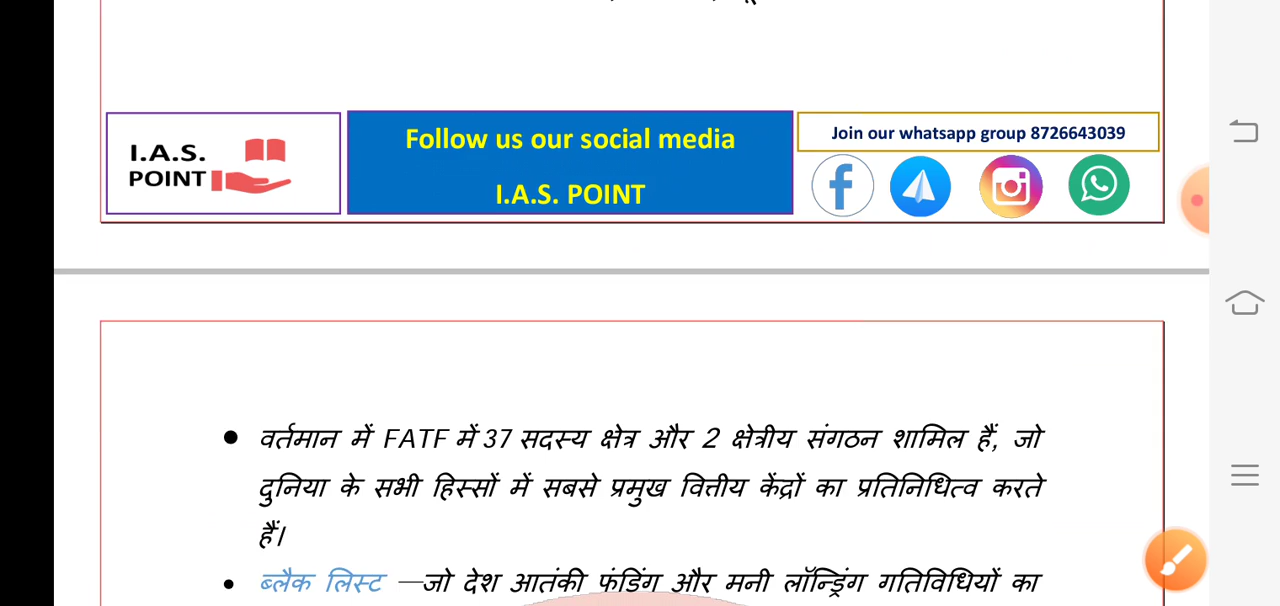 I.A.S.
POINT
Follow us our social media
I.A.S. POINT
Join our whatsapp group 8726643039
● वर्तमान में FATF में 37 सदस्य क्षेत्र और 2 क्षेत्रीय संगठन शामिल हैं, जो
दुनिया के सभी हिस्सों में सबसे प्रमुख वित्तीय केंद्रों का प्रतिनिधित्व करते
हैं।
• ब्लैक लिस्ट —जो देश आतंकी फंडिंग और मनी लॉन्ड्रिंग गतिविधियों का